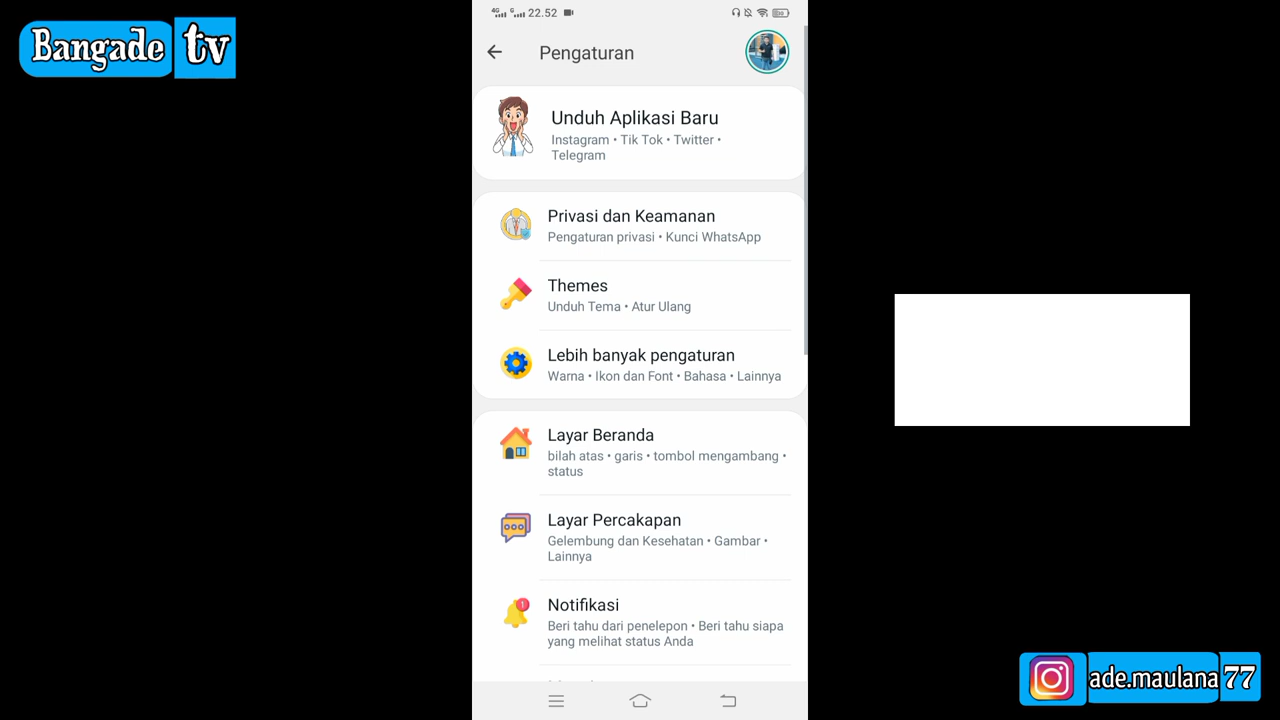 Bangade tv
4G G 22.52
Pengaturan
Unduh Aplikasi Baru
Instagram • Tik Tok • Twitter •
Telegram
Privasi dan Keamanan
Pengaturan privasi • Kunci WhatsApp
Themes
Unduh Tema • Atur Ulang
Lebih banyak pengaturan
Warna • Ikon dan Font • Bahasa • Lainnya
Layar Beranda
bilah atas • garis • tombol mengambang •
status
Layar Percakapan
Gelembung dan Kesehatan • Gambar •
Lainnya
Notifikasi
Beri tahu dari penelepon • Beri tahu siapa
yang melihat status Anda
ade.maulana 77